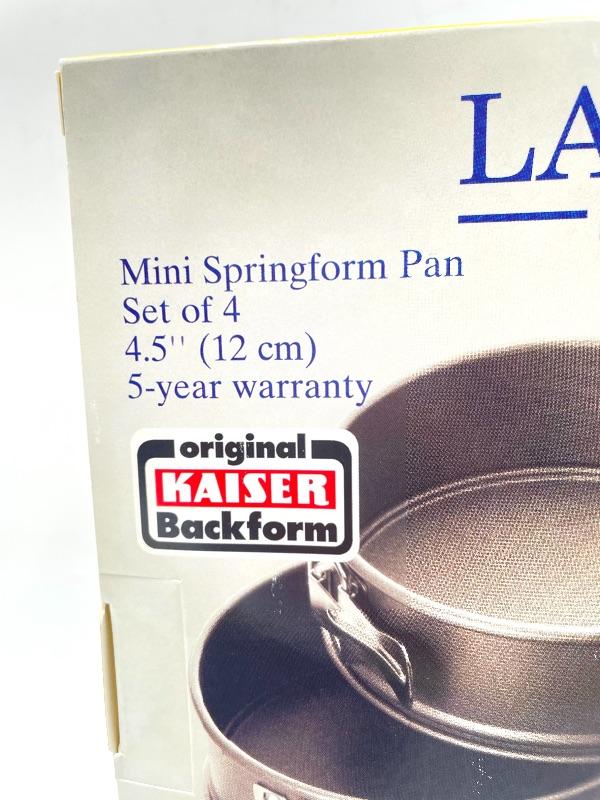 LA
Mini Springform Pan
Set of 4
4.5'' (12 cm)
5-year warranty
original
KAISER
Backform